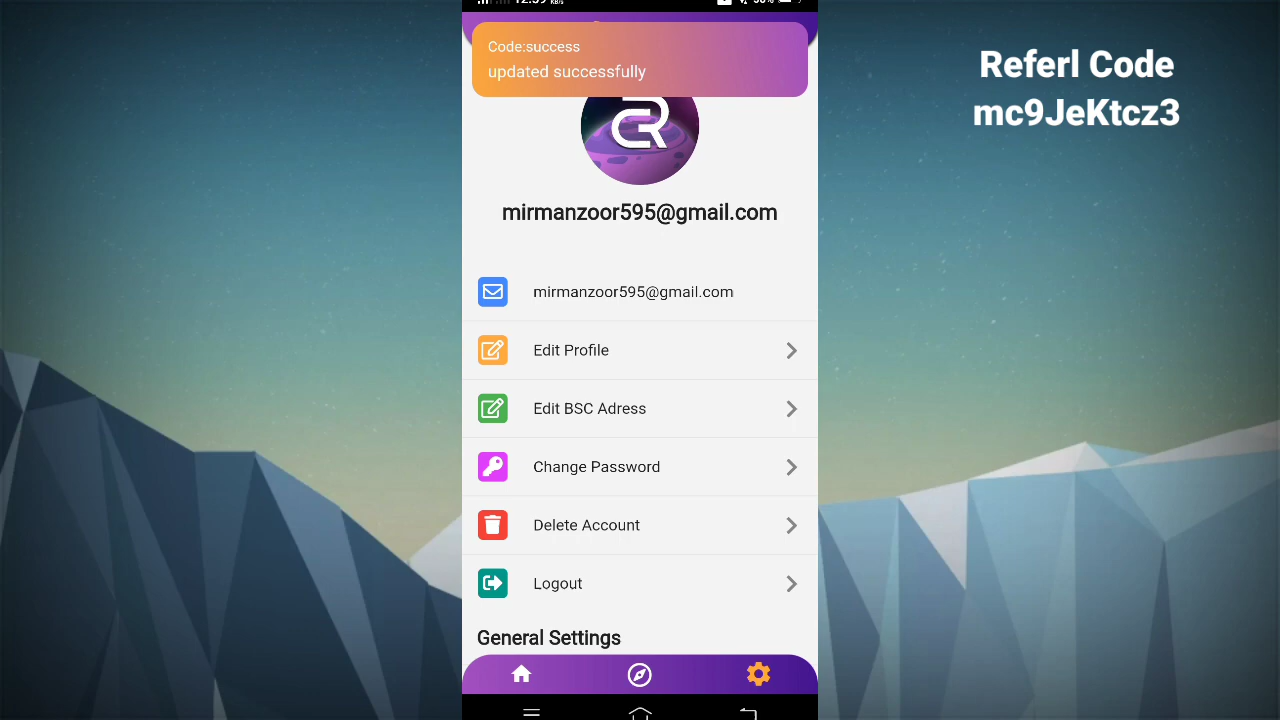 Code:success
updated successfully
mirmanzoor595@gmail.com
mirmanzoor595@gmail.com
Edit Profile
Edit BSC Adress
Change Password
Delete Account
Logout
General Settings
Referl Code
mc9JeKtcz3